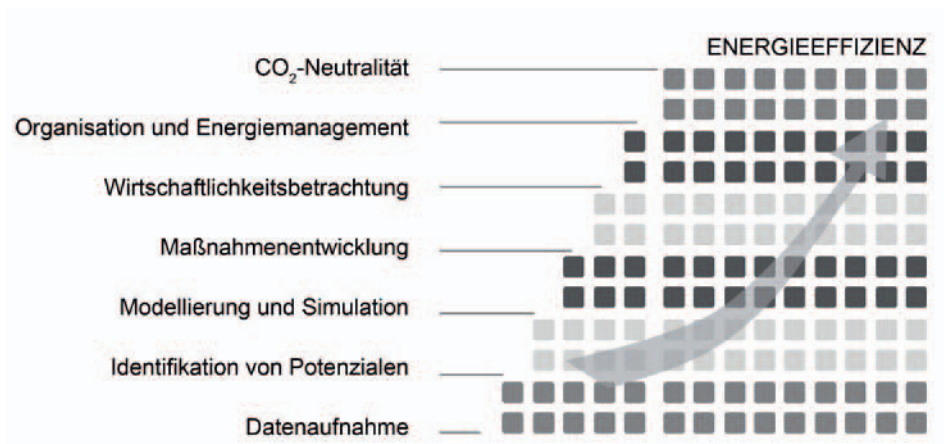 ENERGIEEFFIZIENZ
CO₂-Neutralität
Organisation und Energiemanagement
Wirtschaftlichkeitsbetrachtung
Maßnahmenentwicklung
Modellierung und Simulation
Identifikation von Potenzialen
Datenaufnahme